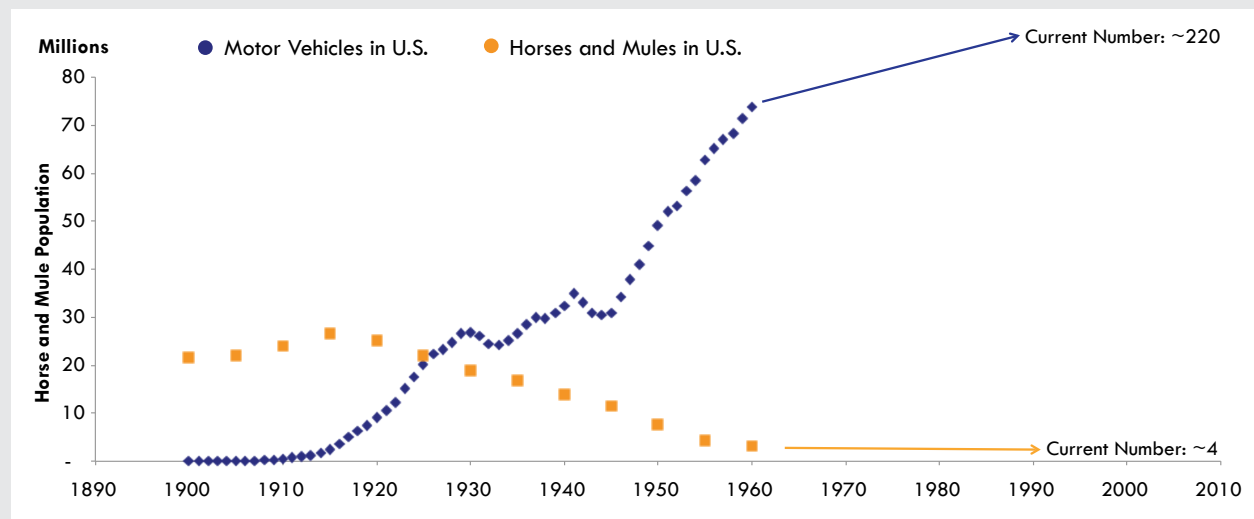 Millions
Motor Vehicles in U.S.
Horses and Mules in U.S.
Current Number: ~220
Horse and Mule Population
80
70
60
50
40
30
20
10
-
Current Number: ~4
1890 1900 1910 1920 1930 1940 1950 1960 1970 1980 1990 2000 2010